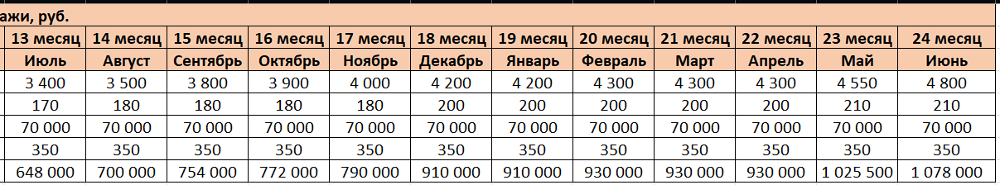 ажи, руб.
13 месяц 14 месяц 15 месяц 16 месяц 17 месяц 18 месяц 19 месяц 20 месяц 21 месяц 22 месяц 23 месяц 24 месяц
Июль Август Сентябрь Октябрь Ноябрь Декабрь Январь Февраль Март Апрель Май Июнь
3 400 3 500 3 800 3 900 4 000 4 200 4 200 4 300 4 300 4 300 4 550 4 800
170 180 180 180 180 200 200 200 200 200 210 210
70 000 70 000 70 000 70 000 70 000 70 000 70 000 70 000 70 000 70 000 70 000 70 000
350 350 350 350 350 350 350 350 350 350 350 350
648 000 700 000 754 000 772 000 790 000 910 000 910 000 930 000 930 000 930 000 1 025 500 1 078 000